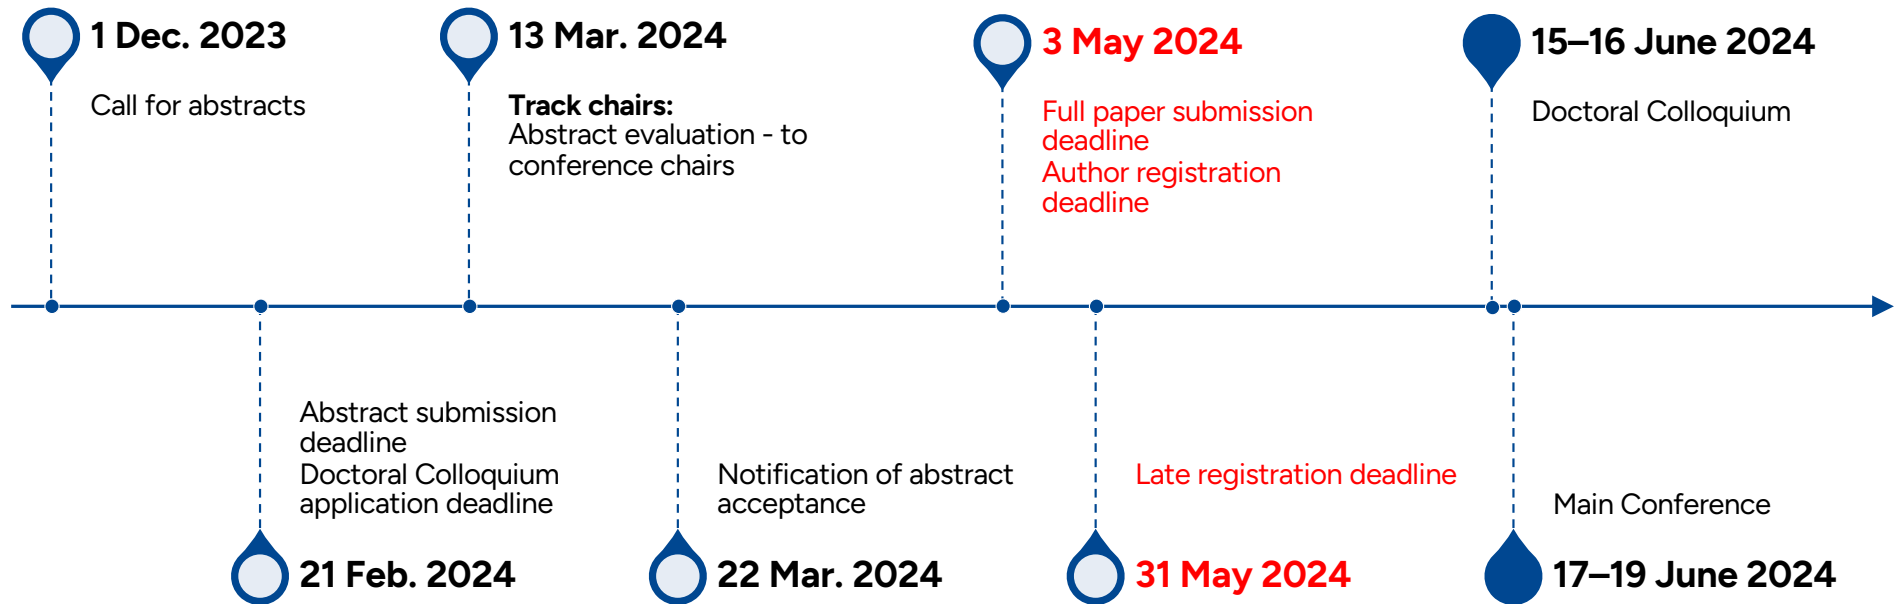 1 Dec. 2023
Call for abstracts
13 Mar. 2024
Track chairs:
Abstract evaluation - to
conference chairs
3 May 2024
Full paper submission
deadline
Author registration
deadline
15–16 June 2024
Doctoral Colloquium
Abstract submission
deadline
Doctoral Colloquium
application deadline
21 Feb. 2024
Notification of abstract
acceptance
22 Mar. 2024
Late registration deadline
31 May 2024
Main Conference
17–19 June 2024